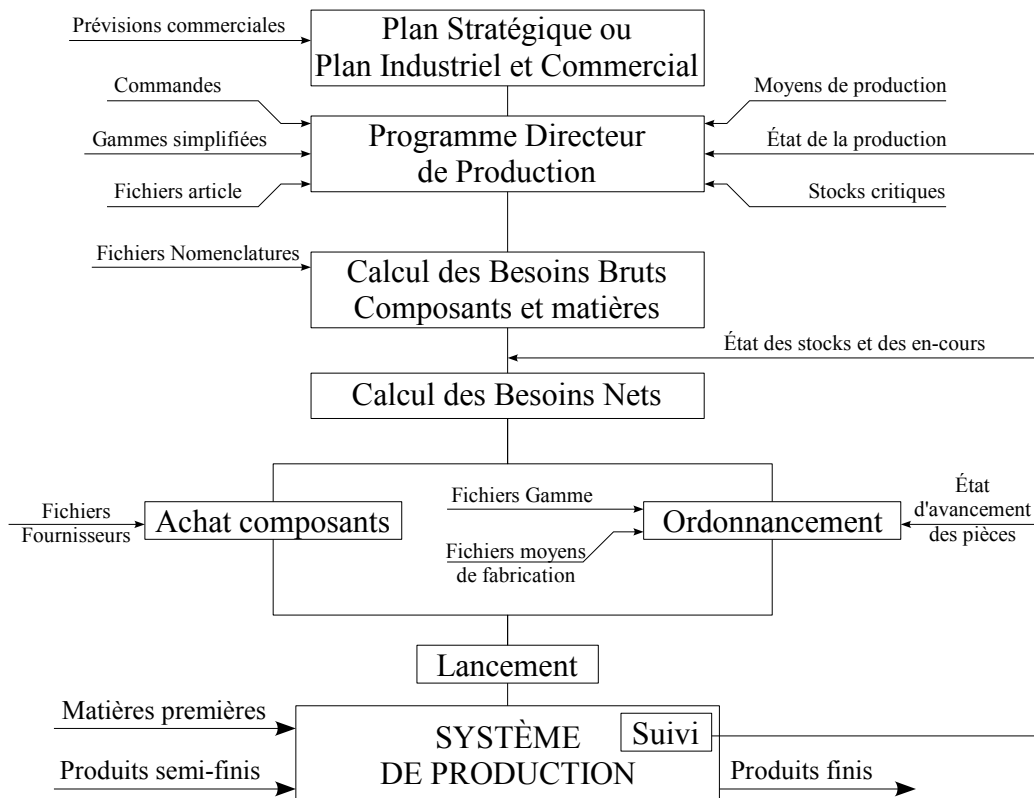 Prévisions commerciales
Plan Stratégique ou
Plan Industriel et Commercial
Commandes
Moyens de production
Gammes simplifiées
Programme Directeur
de Production
État de la production
Fichiers article
Stocks critiques
Fichiers Nomenclatures
Calcul des Besoins Bruts
Composants et matières
État des stocks et des en-cours
Calcul des Besoins Nets
Fichiers
Fournisseurs
Achat composants
Fichiers Gamme
Fichiers moyens
de fabrication
Ordonnancement
État
d'avancement
des pièces
Lancement
Matières premières
Produits semi-finis
SYSTÈME
DE PRODUCTION
Suivi
Produits finis